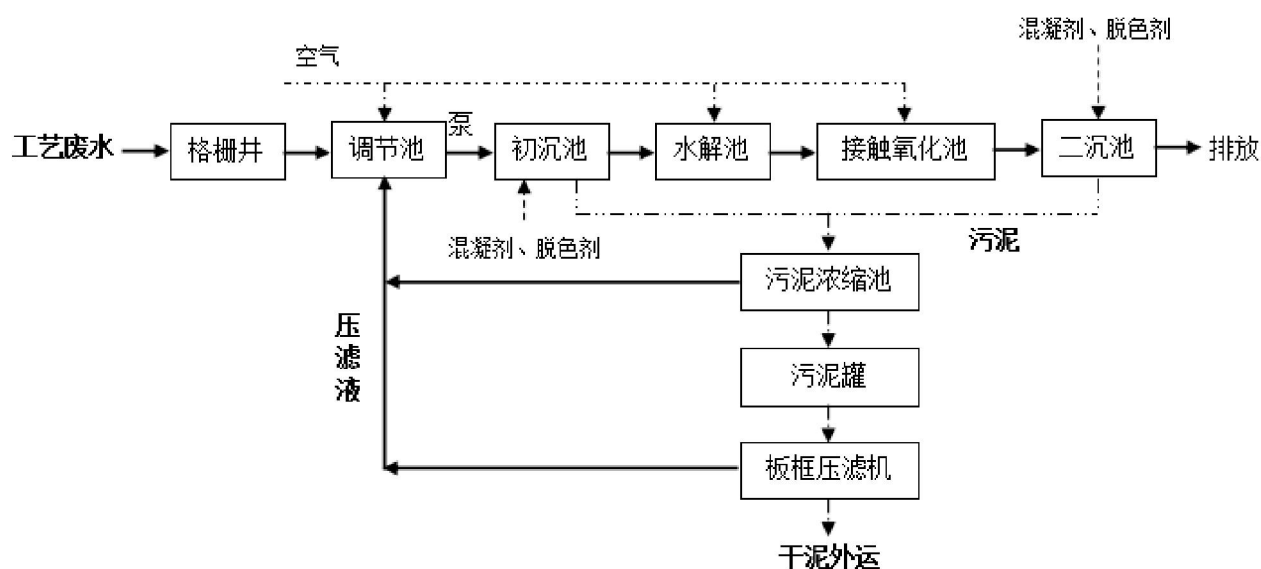 混凝剂、脱色剂
空气
工艺废水
格栅井
调节池
泵
初沉池
水解池
接触氧化池
二沉池
排放
混凝剂、脱色剂
污泥
污泥浓缩池
压滤液
污泥罐
板框压滤机
干泥外运